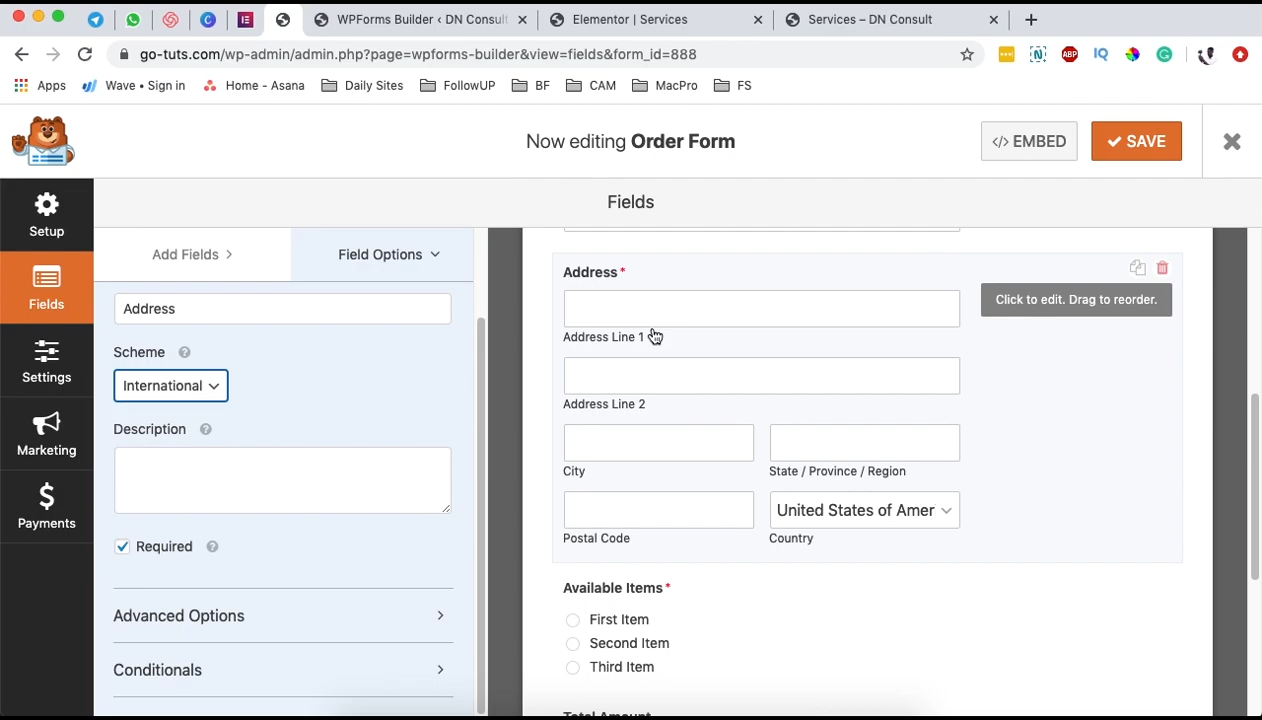 WPForms Builder ‹ DN Consult
Elementor | Services
Services – DN Consult
go-tuts.com/wp-admin/admin.php?page=wpforms-builder&view=fields&form_id=888
Apps
Wave • Sign in
Home - Asana
Daily Sites
FollowUP
BF
CAM
MacPro
FS
Now editing Order Form
</> EMBED
SAVE
Setup
Fields
Settings
Marketing
Payments
Fields
Add Fields
Field Options
Address
Scheme
International
Description
Required
Advanced Options
Conditionals
Address *
Click to edit. Drag to reorder.
Address Line 1
Address Line 2
City
State / Province / Region
United States of Amer
Postal Code
Country
Available Items *
First Item
Second Item
Third Item
Total Amount